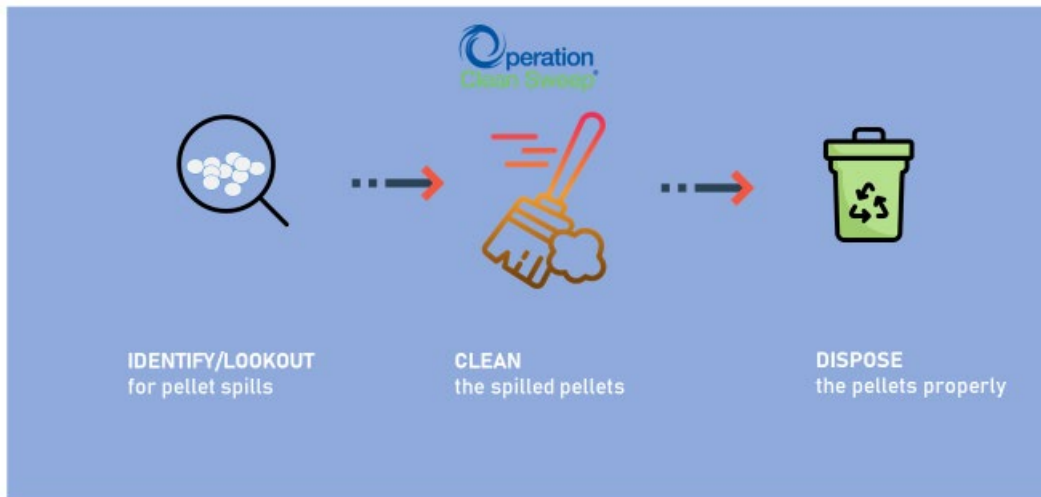 Operation
Clean Sweep®
IDENTIFY/LOOKOUT
for pellet spills
CLEAN
the spilled pellets
DISPOSE
the pellets properly